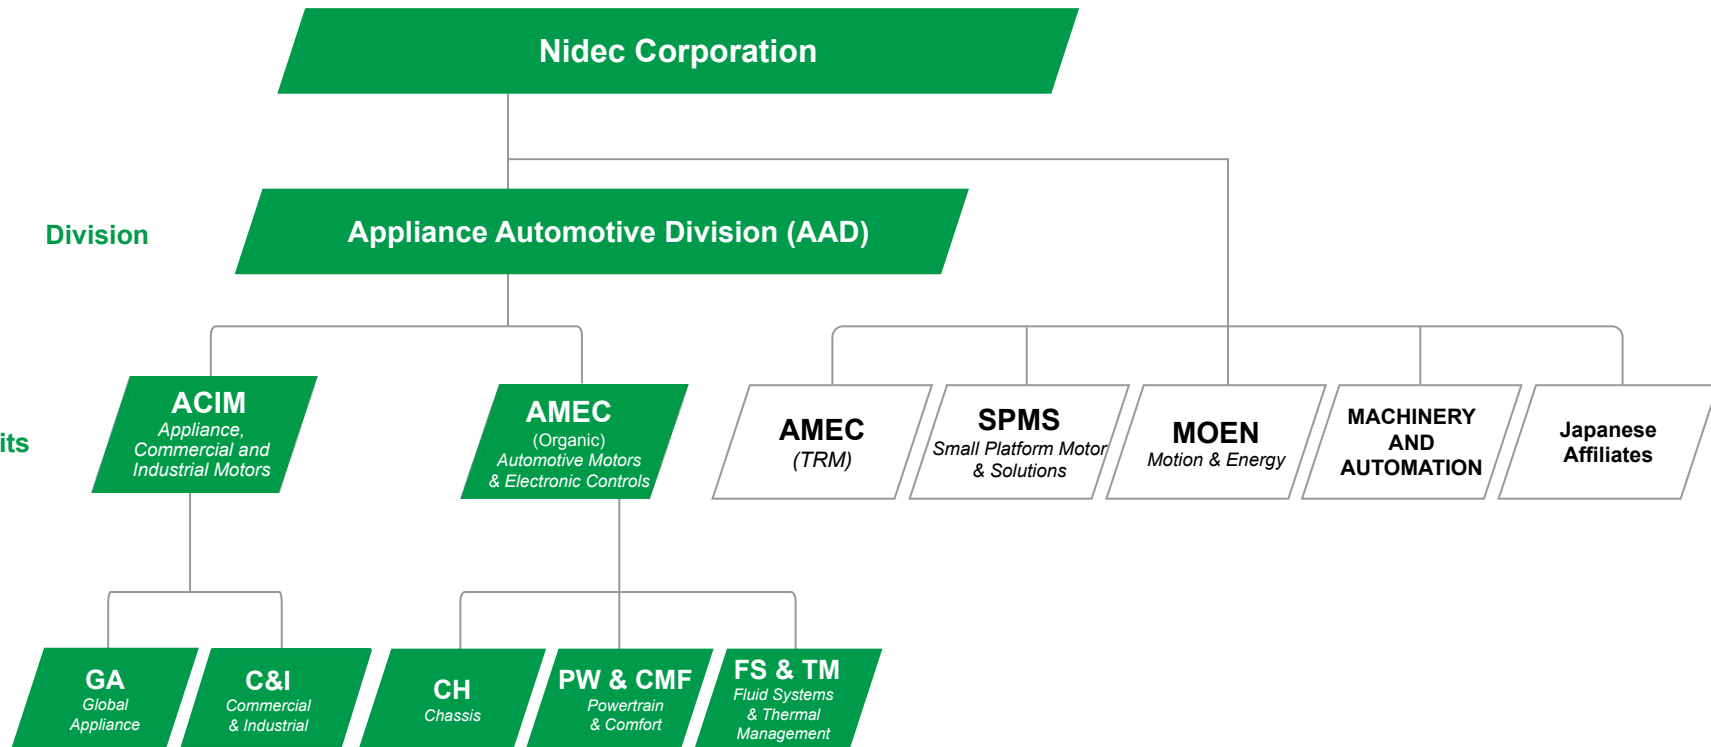 Nidec Corporation
Division
Appliance Automotive Division (AAD)
its
ACIM
Appliance,
Commercial and
Industrial Motors
AMEC
(Organic)
Automotive Motors
& Electronic Controls
AMEC
(TRM)
SPMS
Small Platform Motor
& Solutions
MOEN
Motion & Energy
MACHINERY
AND
AUTOMATION
Japanese
Affiliates
GA
Global
Appliance
C&I
Commercial
& Industrial
CH
Chassis
PW & CMF
Powertrain
& Comfort
FS & TM
Fluid Systems
& Thermal
Management